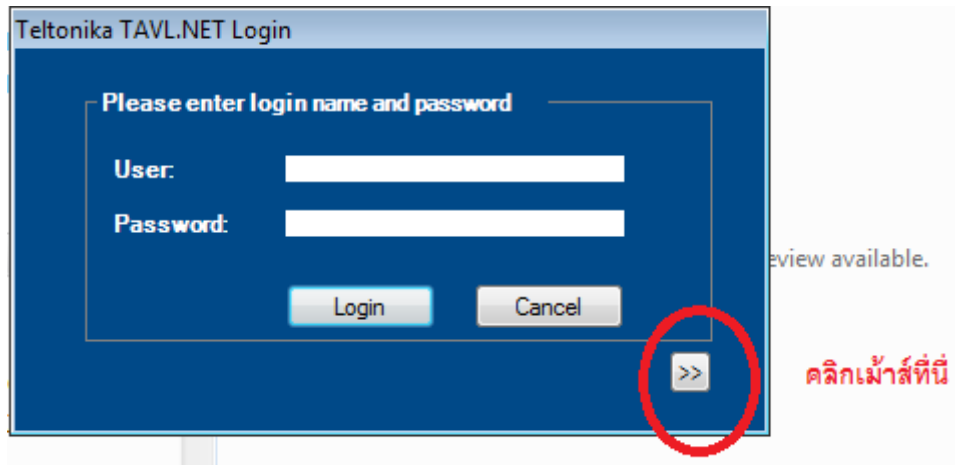 Teltonika TAVL.NET Login
Please enter login name and password
User:
Password:
eview available.
Login Cancel
>>
คลิกเม้าส์ที่นี่